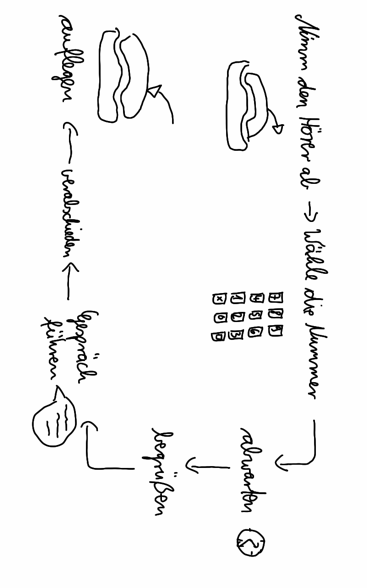 Nimm den Hörer ab → Wähle die Nummer
abwarten
begrüßen
Gespräch
führen
verabschieden
auflegen